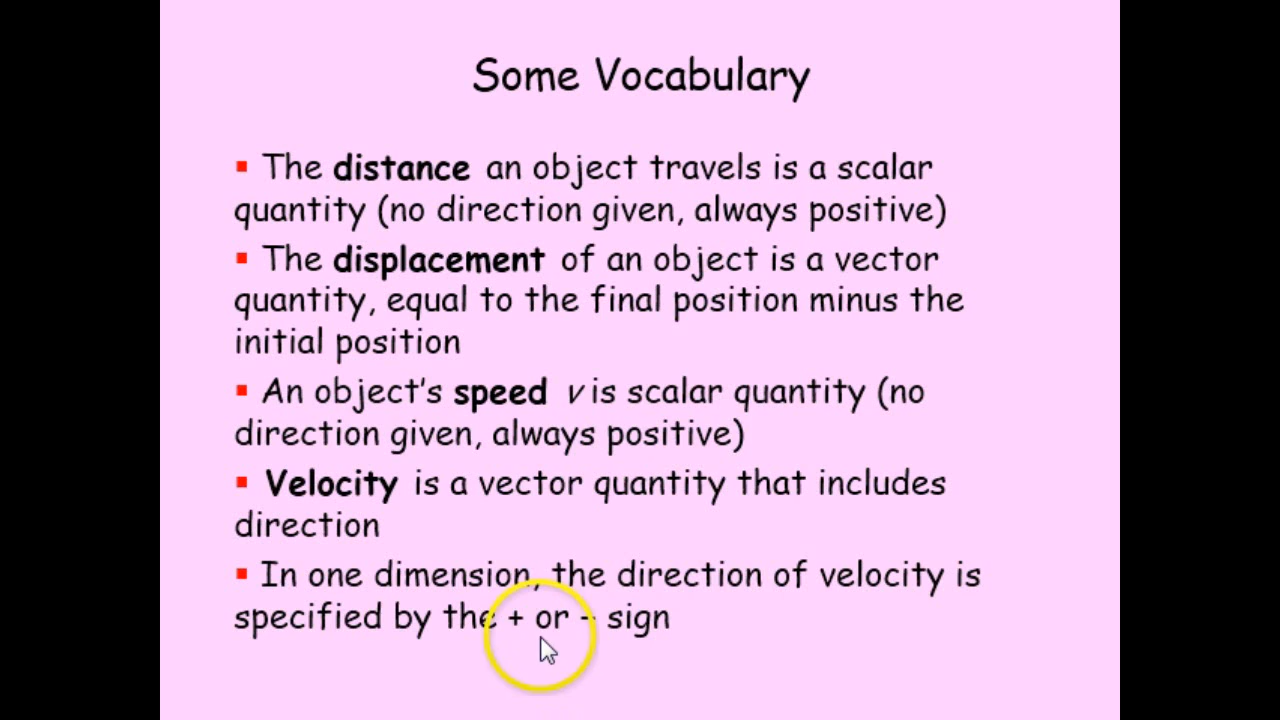 Some Vocabulary
▪ The distance an object travels is a scalar
quantity (no direction given, always positive)
▪ The displacement of an object is a vector
quantity, equal to the final position minus the
initial position
▪ An object’s speed v is scalar quantity (no
direction given, always positive)
▪ Velocity is a vector quantity that includes
direction
▪ In one dimension, the direction of velocity is
specified by the + or - sign